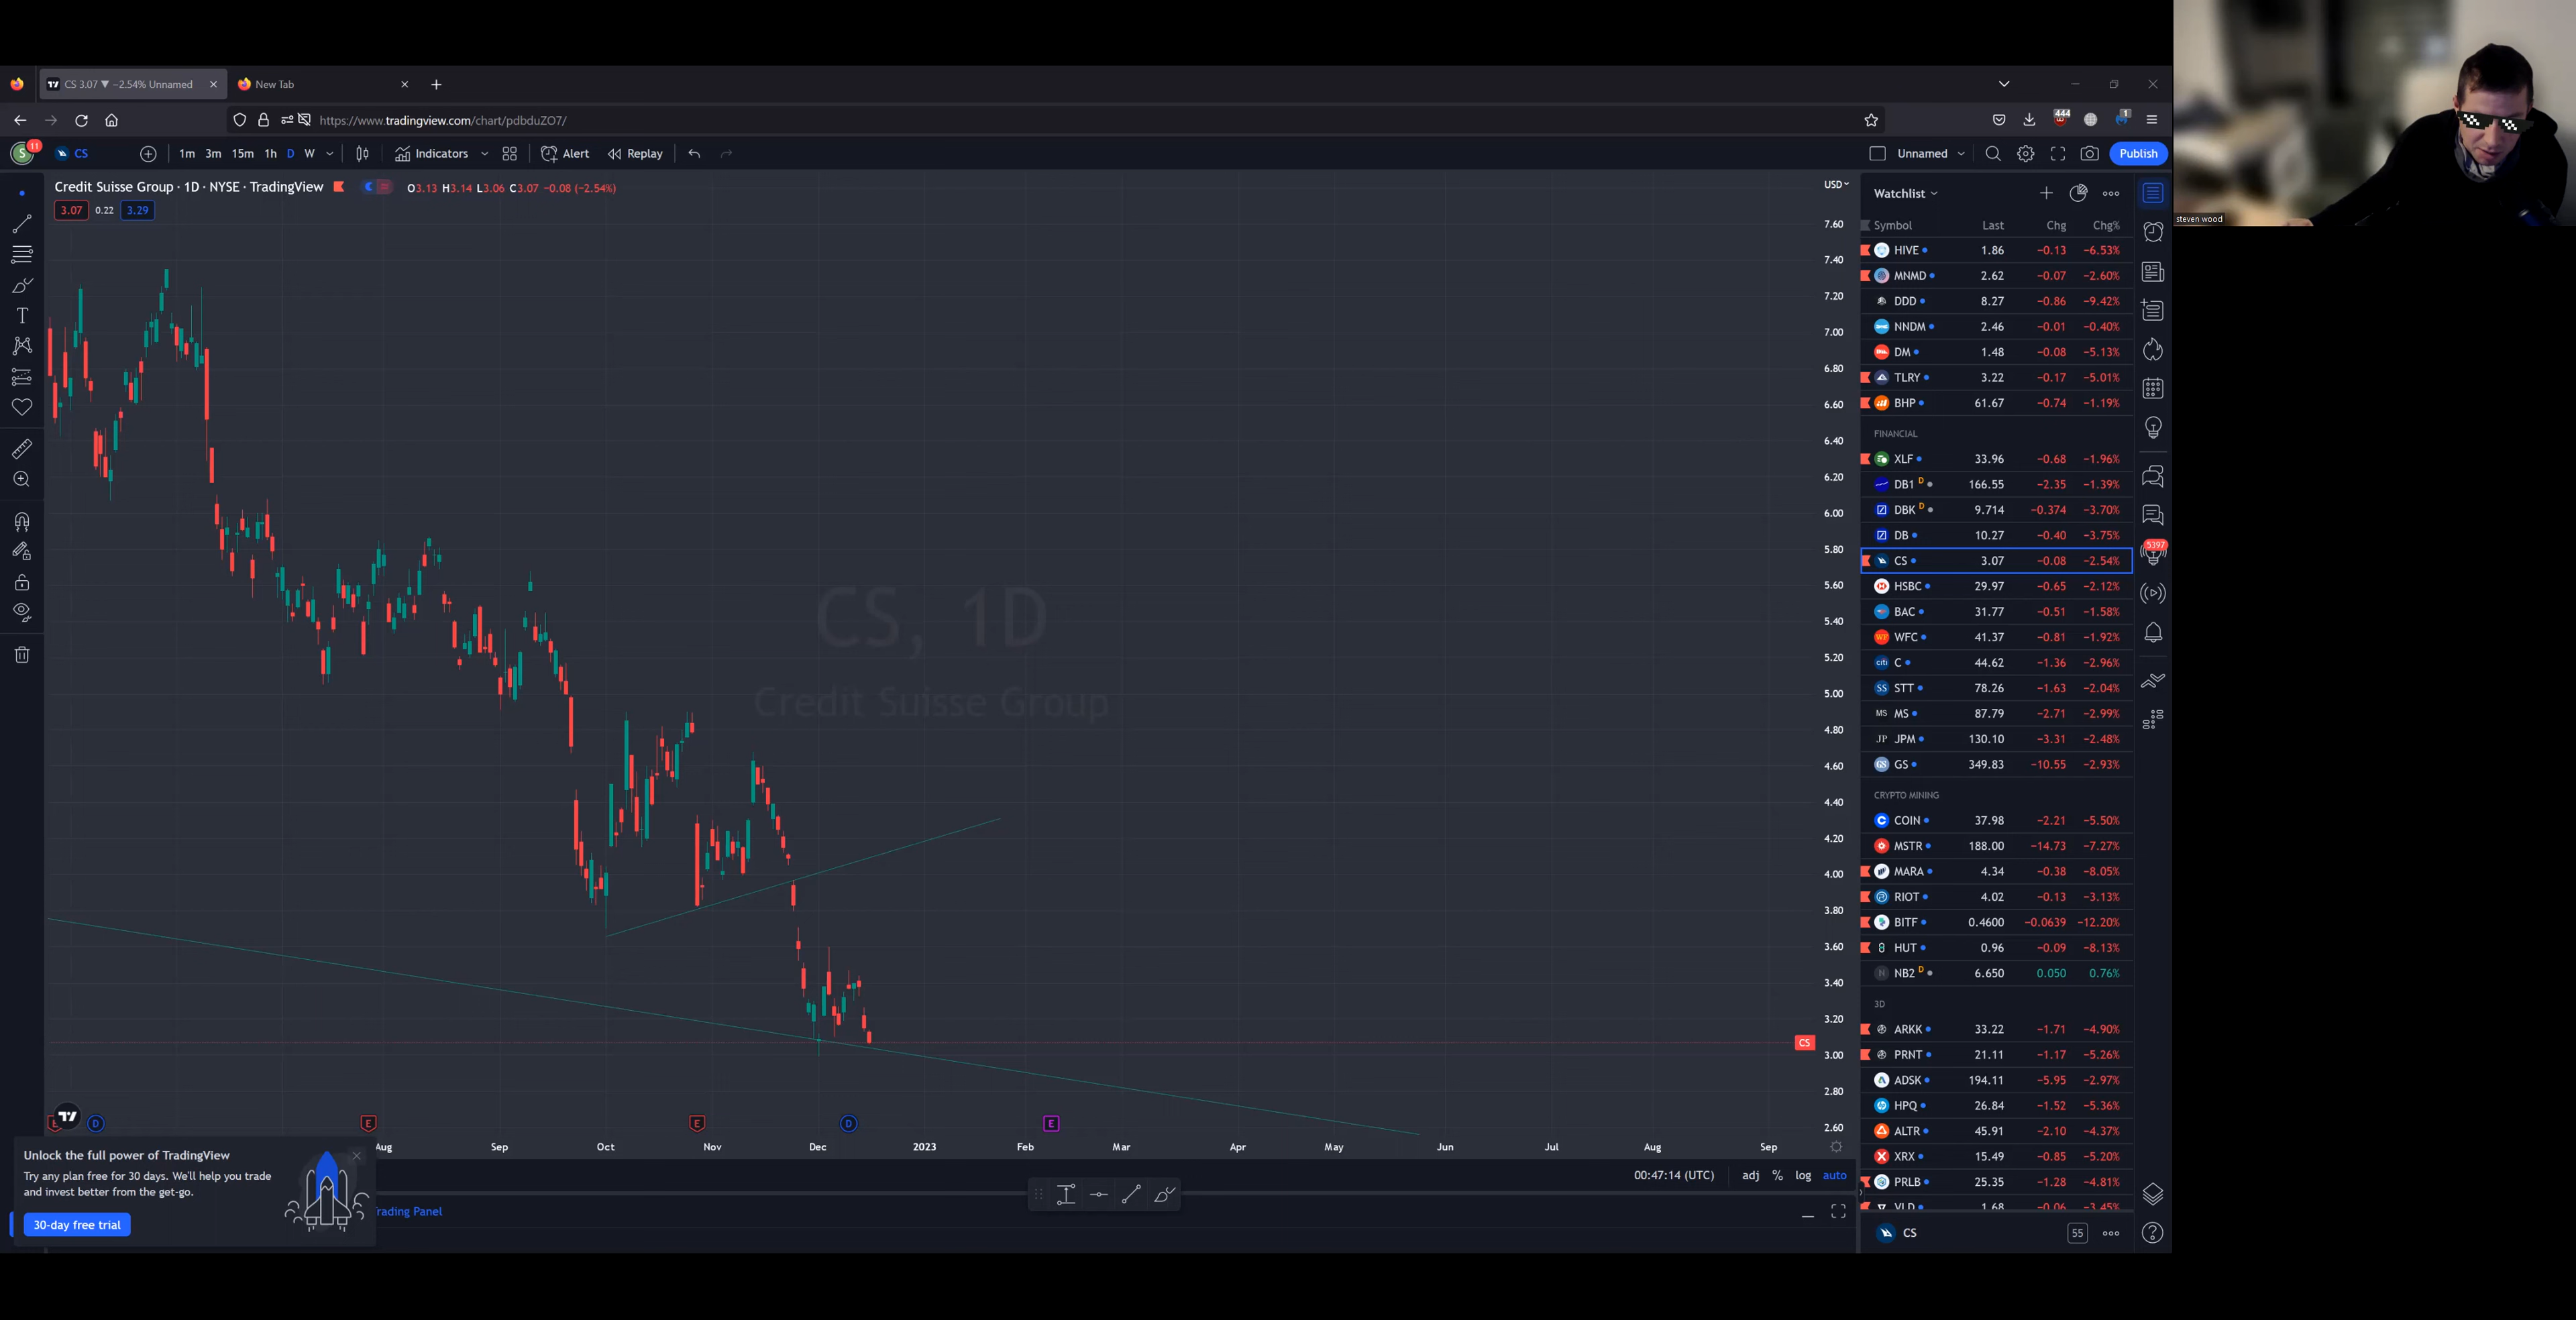 CS 3.07 ▼ −2.54% Unnamed
New Tab
https://www.tradingview.com/chart/pdbduZO7/
444
1
S 11 CS 1m 3m 15m 1h D W Indicators Alert Replay Unnamed Publish
Credit Suisse Group · 1D · NYSE · TradingView O3.13 H3.14 L3.06 C3.07 −0.08 (−2.54%)
3.07 0.22 3.29
USD
7.60
7.40
7.20
7.00
6.80
6.60
6.40
6.20
6.00
5.80
5.60
5.40
5.20
5.00
4.80
4.60
4.40
4.20
4.00
3.80
3.60
3.40
3.20
3.00
2.80
2.60
CS
CS, 1D
Credit Suisse Group
E D E E D E
Aug Sep Oct Nov Dec 2023 Feb Mar Apr May Jun Jul Aug Sep
Unlock the full power of TradingView
Try any plan free for 30 days. We'll help you trade
and invest better from the get-go.
30-day free trial
rading Panel
00:47:14 (UTC) adj % log auto
Watchlist
Symbol Last Chg Chg%
HIVE 1.86 −0.13 −6.53%
MNMD 2.62 −0.07 −2.60%
DDD 8.27 −0.86 −9.42%
NNDM 2.46 −0.01 −0.40%
DM 1.48 −0.08 −5.13%
TLRY 3.22 −0.17 −5.01%
BHP 61.67 −0.74 −1.19%
FINANCIAL
XLF 33.96 −0.68 −1.96%
DB1 D 166.55 −2.35 −1.39%
DBK D 9.714 −0.374 −3.70%
DB 10.27 −0.40 −3.75%
CS 3.07 −0.08 −2.54%
HSBC 29.97 −0.65 −2.12%
BAC 31.77 −0.51 −1.58%
WF WFC 41.37 −0.81 −1.92%
citi C 44.62 −1.36 −2.96%
SS STT 78.26 −1.63 −2.04%
MS MS 87.79 −2.71 −2.99%
JP JPM 130.10 −3.31 −2.48%
GS GS 349.83 −10.55 −2.93%
CRYPTO MINING
COIN 37.98 −2.21 −5.50%
MSTR 188.00 −14.73 −7.27%
MARA 4.34 −0.38 −8.05%
RIOT 4.02 −0.13 −3.13%
BITF 0.4600 −0.0639 −12.20%
HUT 0.96 −0.09 −8.13%
N NB2 D 6.650 0.050 0.76%
3D
ARKK 33.22 −1.71 −4.90%
PRNT 21.11 −1.17 −5.26%
ADSK 194.11 −5.95 −2.97%
HPQ 26.84 −1.52 −5.36%
ALTR 45.91 −2.10 −4.37%
XRX 15.49 −0.85 −5.20%
PRLB 25.35 −1.28 −4.81%
VLD 1.68 −0.06 −3.45%
CS 55
5397
steven wood